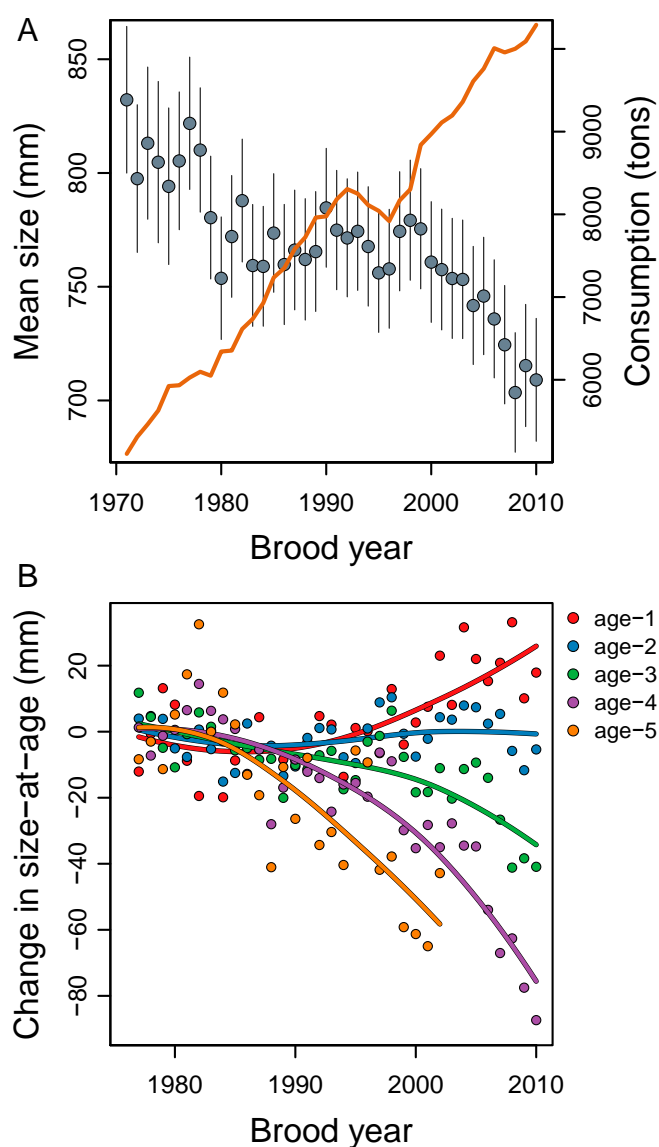 A
Mean size (mm)
850
800
750
700
Consumption (tons)
9000
8000
7000
6000
1970 1980 1990 2000 2010
Brood year
B
Change in size−at−age (mm)
20
0
−20
−40
−60
−80
age−1
age−2
age−3
age−4
age−5
1980 1990 2000 2010
Brood year